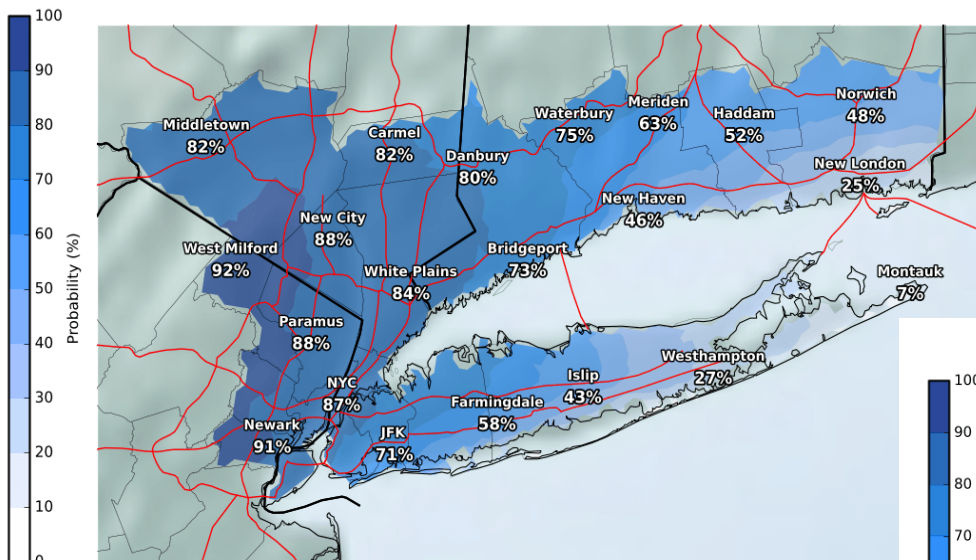 100
90
80
70
60
50
40
30
20
10
0
Probability (%)
Middletown
82%
Carmel
82%
Danbury
80%
Waterbury
75%
Meriden
63%
Haddam
52%
Norwich
48%
New London
25%
New Haven
46%
New City
88%
West Milford
92%
White Plains
84%
Bridgeport
73%
Montauk
7%
Paramus
88%
Westhampton
27%
Islip
43%
NYC
87%
Farmingdale
58%
Newark
91%
JFK
71%
100
90
80
70